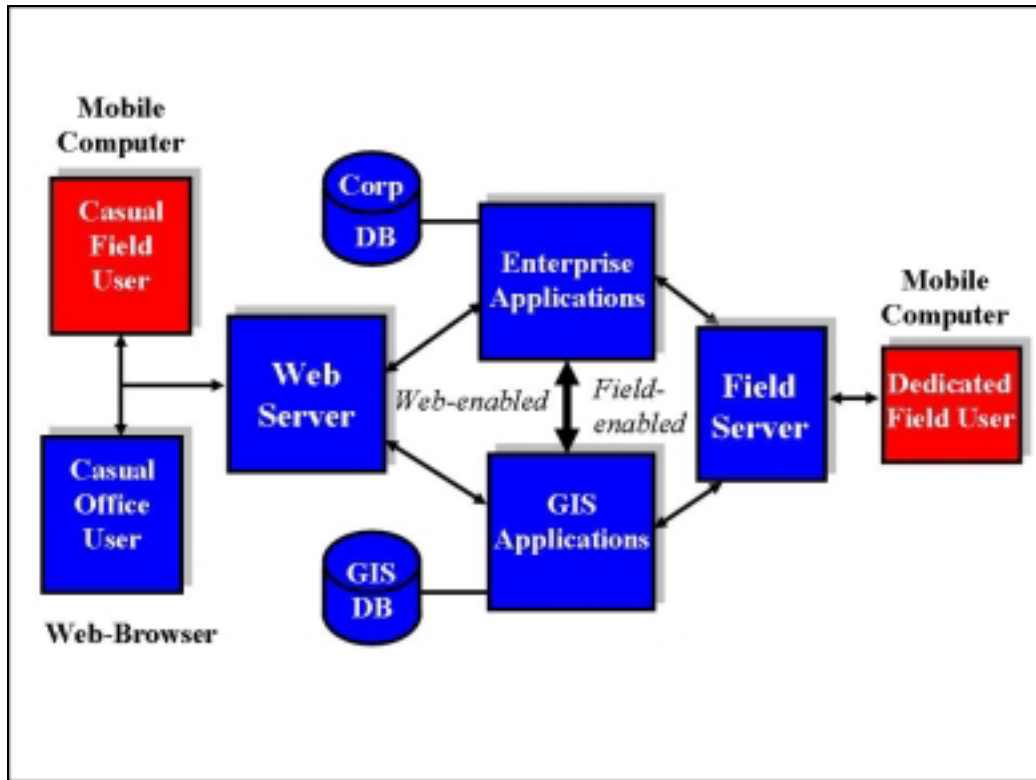 Mobile
Computer
Casual
Field
User
Corp
DB
Enterprise
Applications
Mobile
Computer
Web
Server
Web-enabled
Field-
enabled
Field
Server
Dedicated
Field User
Casual
Office
User
GIS
Applications
GIS
DB
Web-Browser